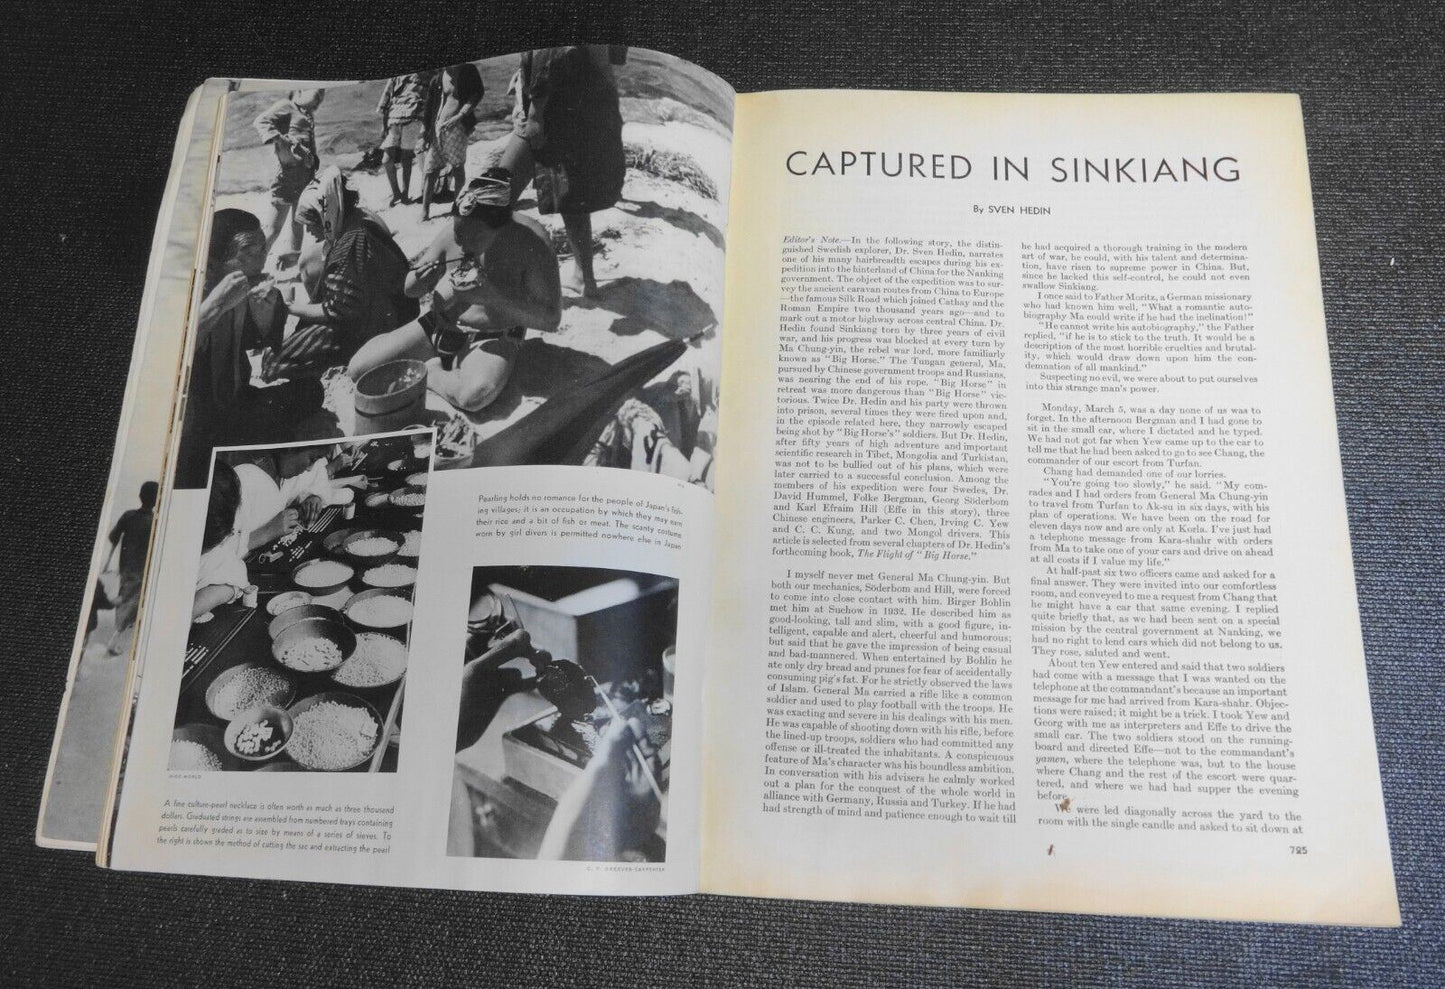 Pearling holds no romance for the people of Japan's fish-
ing villages; it is an occupation by which they may earn
their rice and a bit of fish or meat. The scanty costume
worn by girl divers is permitted nowhere else in Japan
WIDE WORLD
A fine culture-pearl necklace is often worth as much as three thousand
dollars. Graduated strings are assembled from numbered trays containing
pearls carefully graded as to size by means of a series of sieves. To
the right is shown the method of cutting the sac and extracting the pearl
CAPTURED IN SINKIANG
By SVEN HEDIN
Editor's Note.—In the following story, the distin-
guished Swedish explorer, Dr. Sven Hedin, narrates
one of his many hairbreadth escapes during his ex-
pedition into the hinterland of China for the Nanking
government. The object of the expedition was to sur-
vey the ancient caravan routes from China to Europe
—the famous Silk Road which joined Cathay and the
Roman Empire two thousand years ago—and to
mark out a motor highway across central China. Dr.
Hedin found Sinkiang torn by three years of civil
war, and his progress was blocked at every turn by
Ma Chung-yin, the rebel war lord, more familiarly
known as "Big Horse." The Tungan general, Ma,
pursued by Chinese government troops and Russians,
was nearing the end of his rope. "Big Horse" in
retreat was more dangerous than "Big Horse" vic-
torious. Twice Dr. Hedin and his party were thrown
into prison, several times they were fired upon and,
in the episode related here, they narrowly escaped
being shot by "Big Horse's" soldiers. But Dr. Hedin,
after fifty years of high adventure and important
scientific research in Tibet, Mongolia and Turkistan,
was not to be bullied out of his plans, which were
later carried to a successful conclusion. Among the
members of his expedition were four Swedes, Dr.
David Hummel, Folke Bergman, Georg Söderbom
and Karl Efraim Hill (Effe in this story), three
Chinese engineers, Parker C. Chen, Irving C. Yew
and C. C. Kung, and two Mongol drivers. This
article is selected from several chapters of Dr. Hedin's
forthcoming book, The Flight of "Big Horse."
I myself never met General Ma Chung-yin. But
both our mechanics, Söderbom and Hill, were forced
to come into close contact with him. Birger Bohlin
met him at Suchow in 1932. He described him as
good-looking, tall and slim, with a good figure, in-
telligent, capable and alert, cheerful and humorous;
but said that he gave the impression of being casual
and bad-mannered. When entertained by Bohlin he
ate only dry bread and prunes for fear of accidentally
consuming pig's fat. For he strictly observed the laws
of Islam. General Ma carried a rifle like a common
soldier and used to play football with the troops. He
was exacting and severe in his dealings with his men.
He was capable of shooting down with his rifle, before
the lined-up troops, soldiers who had committed any
offense or ill-treated the inhabitants. A conspicuous
feature of Ma's character was his boundless ambition.
In conversation with his advisers he calmly worked
out a plan for the conquest of the whole world in
alliance with Germany, Russia and Turkey. If he had
had strength of mind and patience enough to wait till
he had acquired a thorough training in the modern
art of war, he could, with his talent and determina-
tion, have risen to supreme power in China. But,
since he lacked this self-control, he could not even
swallow Sinkiang.
I once said to Father Moritz, a German missionary
who had known him well, "What a romantic auto-
biography Ma could write if he had the inclination!"
"He cannot write his autobiography," the Father
replied, "if he is to stick to the truth. It would be a
description of the most horrible cruelties and brutal-
ity, which would draw down upon him the con-
demnation of all mankind."
Suspecting no evil, we were about to put ourselves
into this strange man's power.
Monday, March 5, was a day none of us was to
forget. In the afternoon Bergman and I had gone to
sit in the small car, where I dictated and he typed.
We had not got far when Yew came up to the car to
tell me that he had been asked to go to see Chang, the
commander of our escort from Turfan.
Chang had demanded one of our lorries.
"You're going too slowly," he said. "My com-
rades and I had orders from General Ma Chung-yin
to travel from Turfan to Ak-su in six days, with his
plan of operations. We have been on the road for
eleven days now and are only at Korla. I've just had
a telephone message from Kara-shahr with orders
from Ma to take one of your cars and drive on ahead
at all costs if I value my life."
At half-past six two officers came and asked for a
final answer. They were invited into our comfortless
room, and conveyed to me a request from Chang that
he might have a car that same evening. I replied
quite briefly that, as we had been sent on a special
mission by the central government at Nanking, we
had no right to lend cars which did not belong to us.
They rose, saluted and went.
About ten Yew entered and said that two soldiers
had come with a message that I was wanted on the
telephone at the commandant's because an important
message for me had arrived from Kara-shahr. Objec-
tions were raised; it might be a trick. I took Yew and
Georg with me as interpreters and Effe to drive the
small car. The two soldiers stood on the running-
board and directed Effe—not to the commandant's
yamen, where the telephone was, but to the house
where Chang and the rest of the escort were quar-
tered, and where we had had supper the evening
before.
We were led diagonally across the yard to the
room with the single candle and asked to sit down at
795